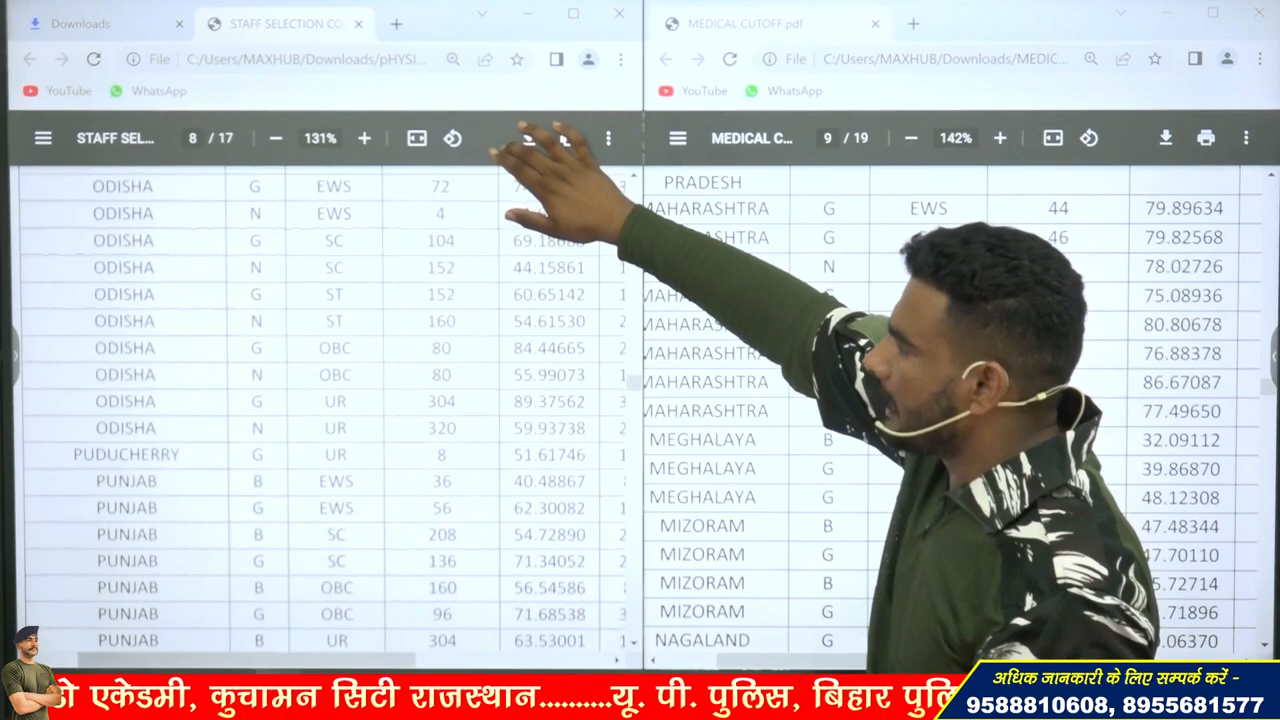 Downloads
STAFF SELECTION CO
MEDICAL CUTOFF.pdf
File C:/Users/MAXHUB/Downloads/pHYSI...
File C:/Users/MAXHUB/Downloads/MEDIC...
YouTube WhatsApp
YouTube WhatsApp
STAFF SEL... 8 / 17 131%
MEDICAL C... 9 / 19 142%
ODISHA G EWS 72
ODISHA N EWS 4
ODISHA G SC 104
ODISHA N SC 152 44.15861
ODISHA G ST 152 60.65142
ODISHA N ST 160 54.61530
ODISHA G OBC 80 84.44665
ODISHA N OBC 80 55.99073
ODISHA G UR 304 89.37562
ODISHA N UR 320 59.93738
PUDUCHERRY G UR 8 51.61746
PUNJAB B EWS 36 40.48867
PUNJAB G EWS 56 62.30082
PUNJAB B SC 208 54.72890
PUNJAB G SC 136 71.34052
PUNJAB B OBC 160 56.54586
PUNJAB G OBC 96 71.68538
PUNJAB B UR 304 63.53001
PRADESH
MAHARASHTRA G EWS 44 79.89634
G 46 79.82568
N 78.02726
75.08936
80.80678
76.88378
MAHARASHTRA G 86.67087
MAHARASHTRA N 77.49650
MEGHALAYA B 32.09112
MEGHALAYA G 39.86870
MEGHALAYA G 48.12308
MIZORAM B 47.48344
MIZORAM G 47.70110
MIZORAM B
MIZORAM G
NAGALAND G
डो एकेडमी, कुचामन सिटी राजस्थान..........यू. पी. पुलिस, बिहार
अधिक जानकारी के लिए सम्पर्क करें -
9588810608, 8955681577